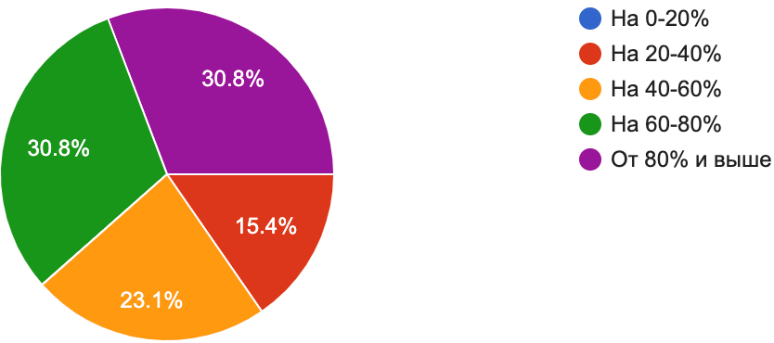 30.8%
30.8%
15.4%
23.1%
На 0-20%
На 20-40%
На 40-60%
На 60-80%
От 80% и выше